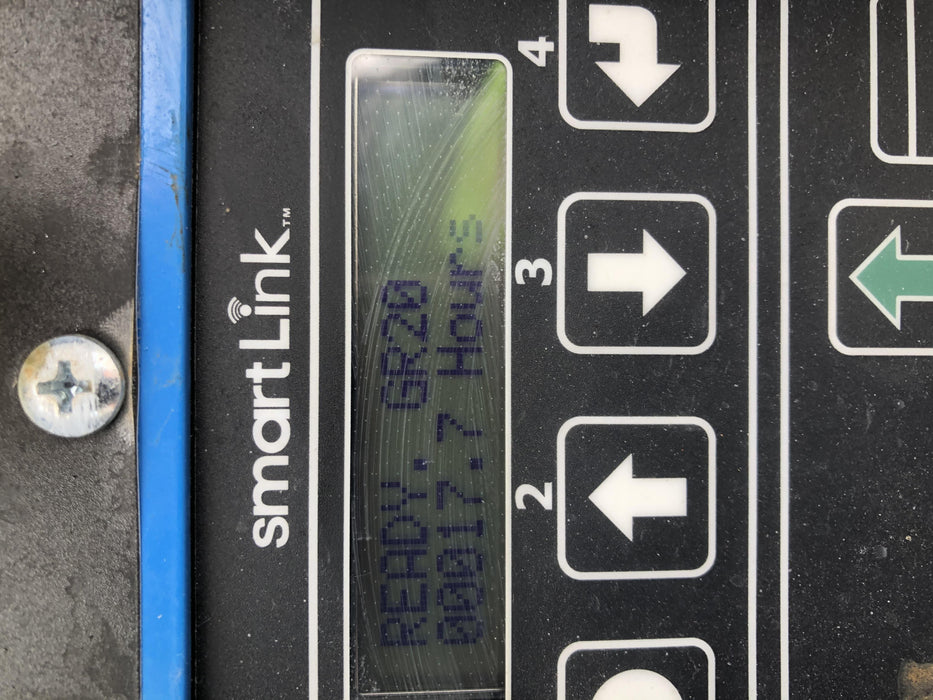 smartLink™
READY: GR20
00017.7 Hours
2
3
4